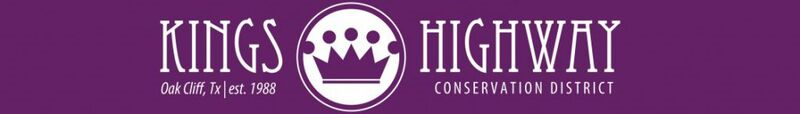 KINGS HIGHWAY
Oak Cliff, Tx | est. 1988
CONSERVATION DISTRICT